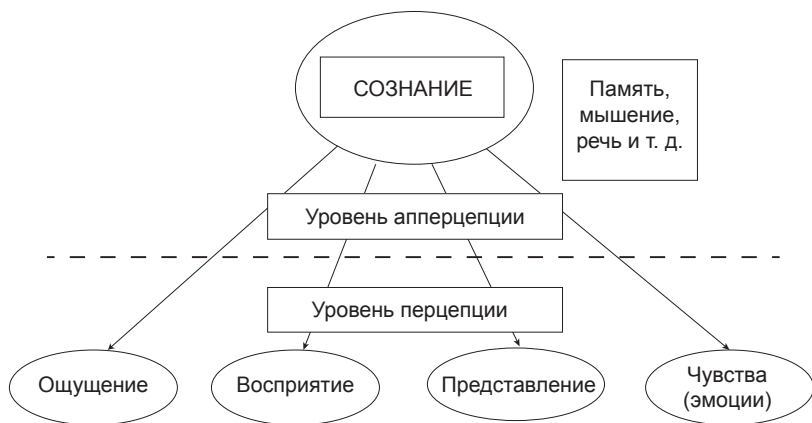 СОЗНАНИЕ
Память,
мышение,
речь и т. д.
Уровень апперцепции
Уровень перцепции
Ощущение
Восприятие
Представление
Чувства
(эмоции)